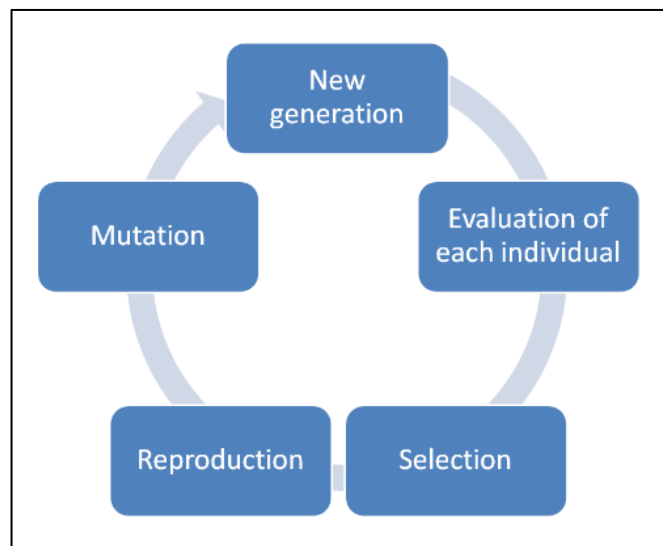 New
generation
Evaluation of
each individual
Selection
Reproduction
Mutation